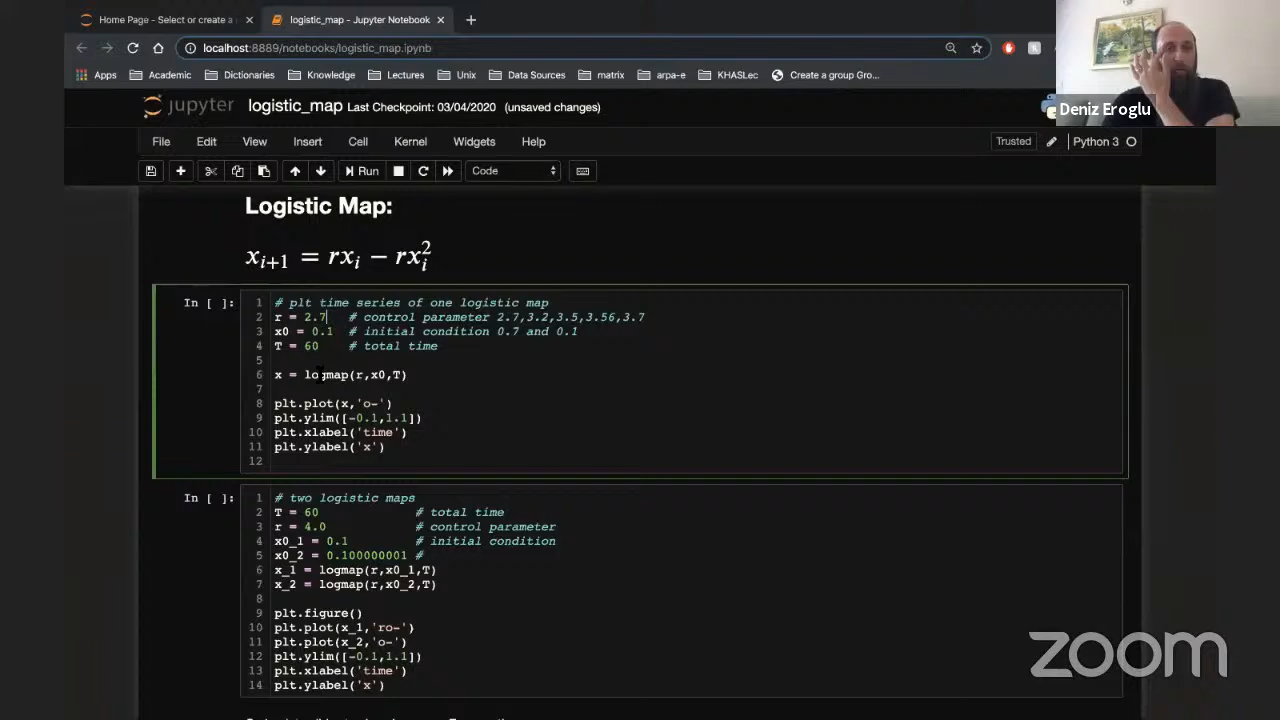 Home Page - Select or create a
logistic_map - Jupyter Notebook
localhost:8889/notebooks/logistic_map.ipynb
Apps Academic Dictionaries Knowledge Lectures Unix Data Sources matrix arpa-e KHASLec Create a group Gro...
Deniz Eroglu
jupyter logistic_map Last Checkpoint: 03/04/2020 (unsaved changes)
File Edit View Insert Cell Kernel Widgets Help Trusted Python 3
Run Code
Logistic Map:
x_{i+1} = rx_i − rx_i^2
In [ ]:
1 # plt time series of one logistic map
2 r = 2.7 # control parameter 2.7,3.2,3.5,3.56,3.7
3 x0 = 0.1 # initial condition 0.7 and 0.1
4 T = 60 # total time
5
6 x = logmap(r,x0,T)
7
8 plt.plot(x,'o-')
9 plt.ylim([-0.1,1.1])
10 plt.xlabel('time')
11 plt.ylabel('x')
12
In [ ]:
1 # two logistic maps
2 T = 60 # total time
3 r = 4.0 # control parameter
4 x0_1 = 0.1 # initial condition
5 x0_2 = 0.100000001 #
6 x_1 = logmap(r,x0_1,T)
7 x_2 = logmap(r,x0_2,T)
8
9 plt.figure()
10 plt.plot(x_1,'ro-')
11 plt.plot(x_2,'o-')
12 plt.ylim([-0.1,1.1])
13 plt.xlabel('time')
14 plt.ylabel('x')
zoom